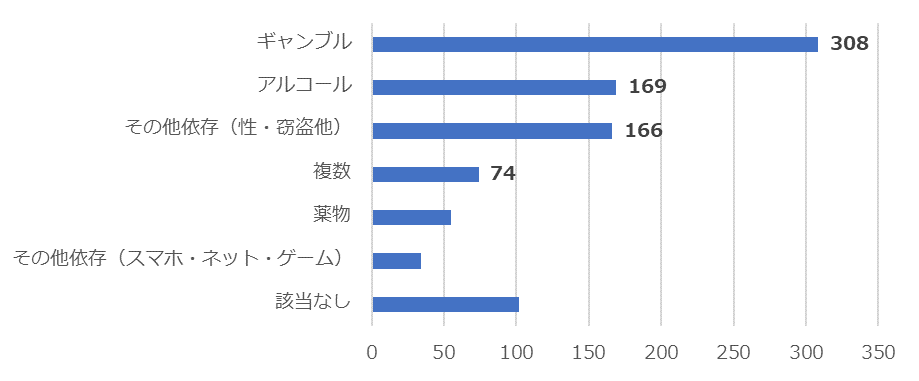 ギャンブル 308
アルコール 169
その他依存（性・窃盗他） 166
複数 74
薬物
その他依存（スマホ・ネット・ゲーム）
該当なし
0 50 100 150 200 250 300 350